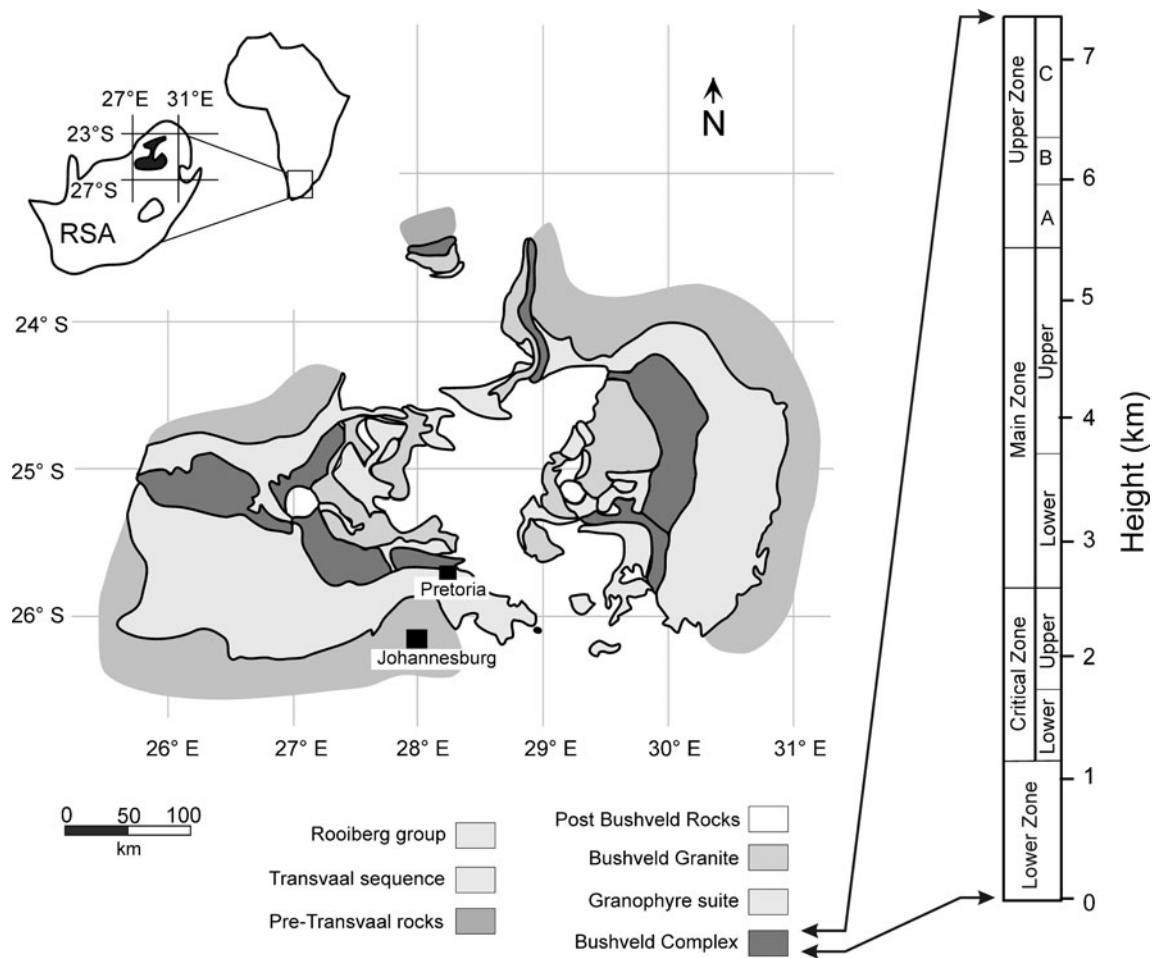 27°E 31°E
23°S
27°S
RSA
N
24° S
25° S
26° S
Pretoria
Johannesburg
26° E 27° E 28° E 29° E 30° E 31° E
0 50 100
km
Rooiberg group
Transvaal sequence
Pre-Transvaal rocks
Post Bushveld Rocks
Bushveld Granite
Granophyre suite
Bushveld Complex
Upper Zone
C
B
A
Main Zone
Upper
Lower
Critical Zone
Upper
Lower
Lower Zone
7
6
5
4
3
2
1
0
Height (km)